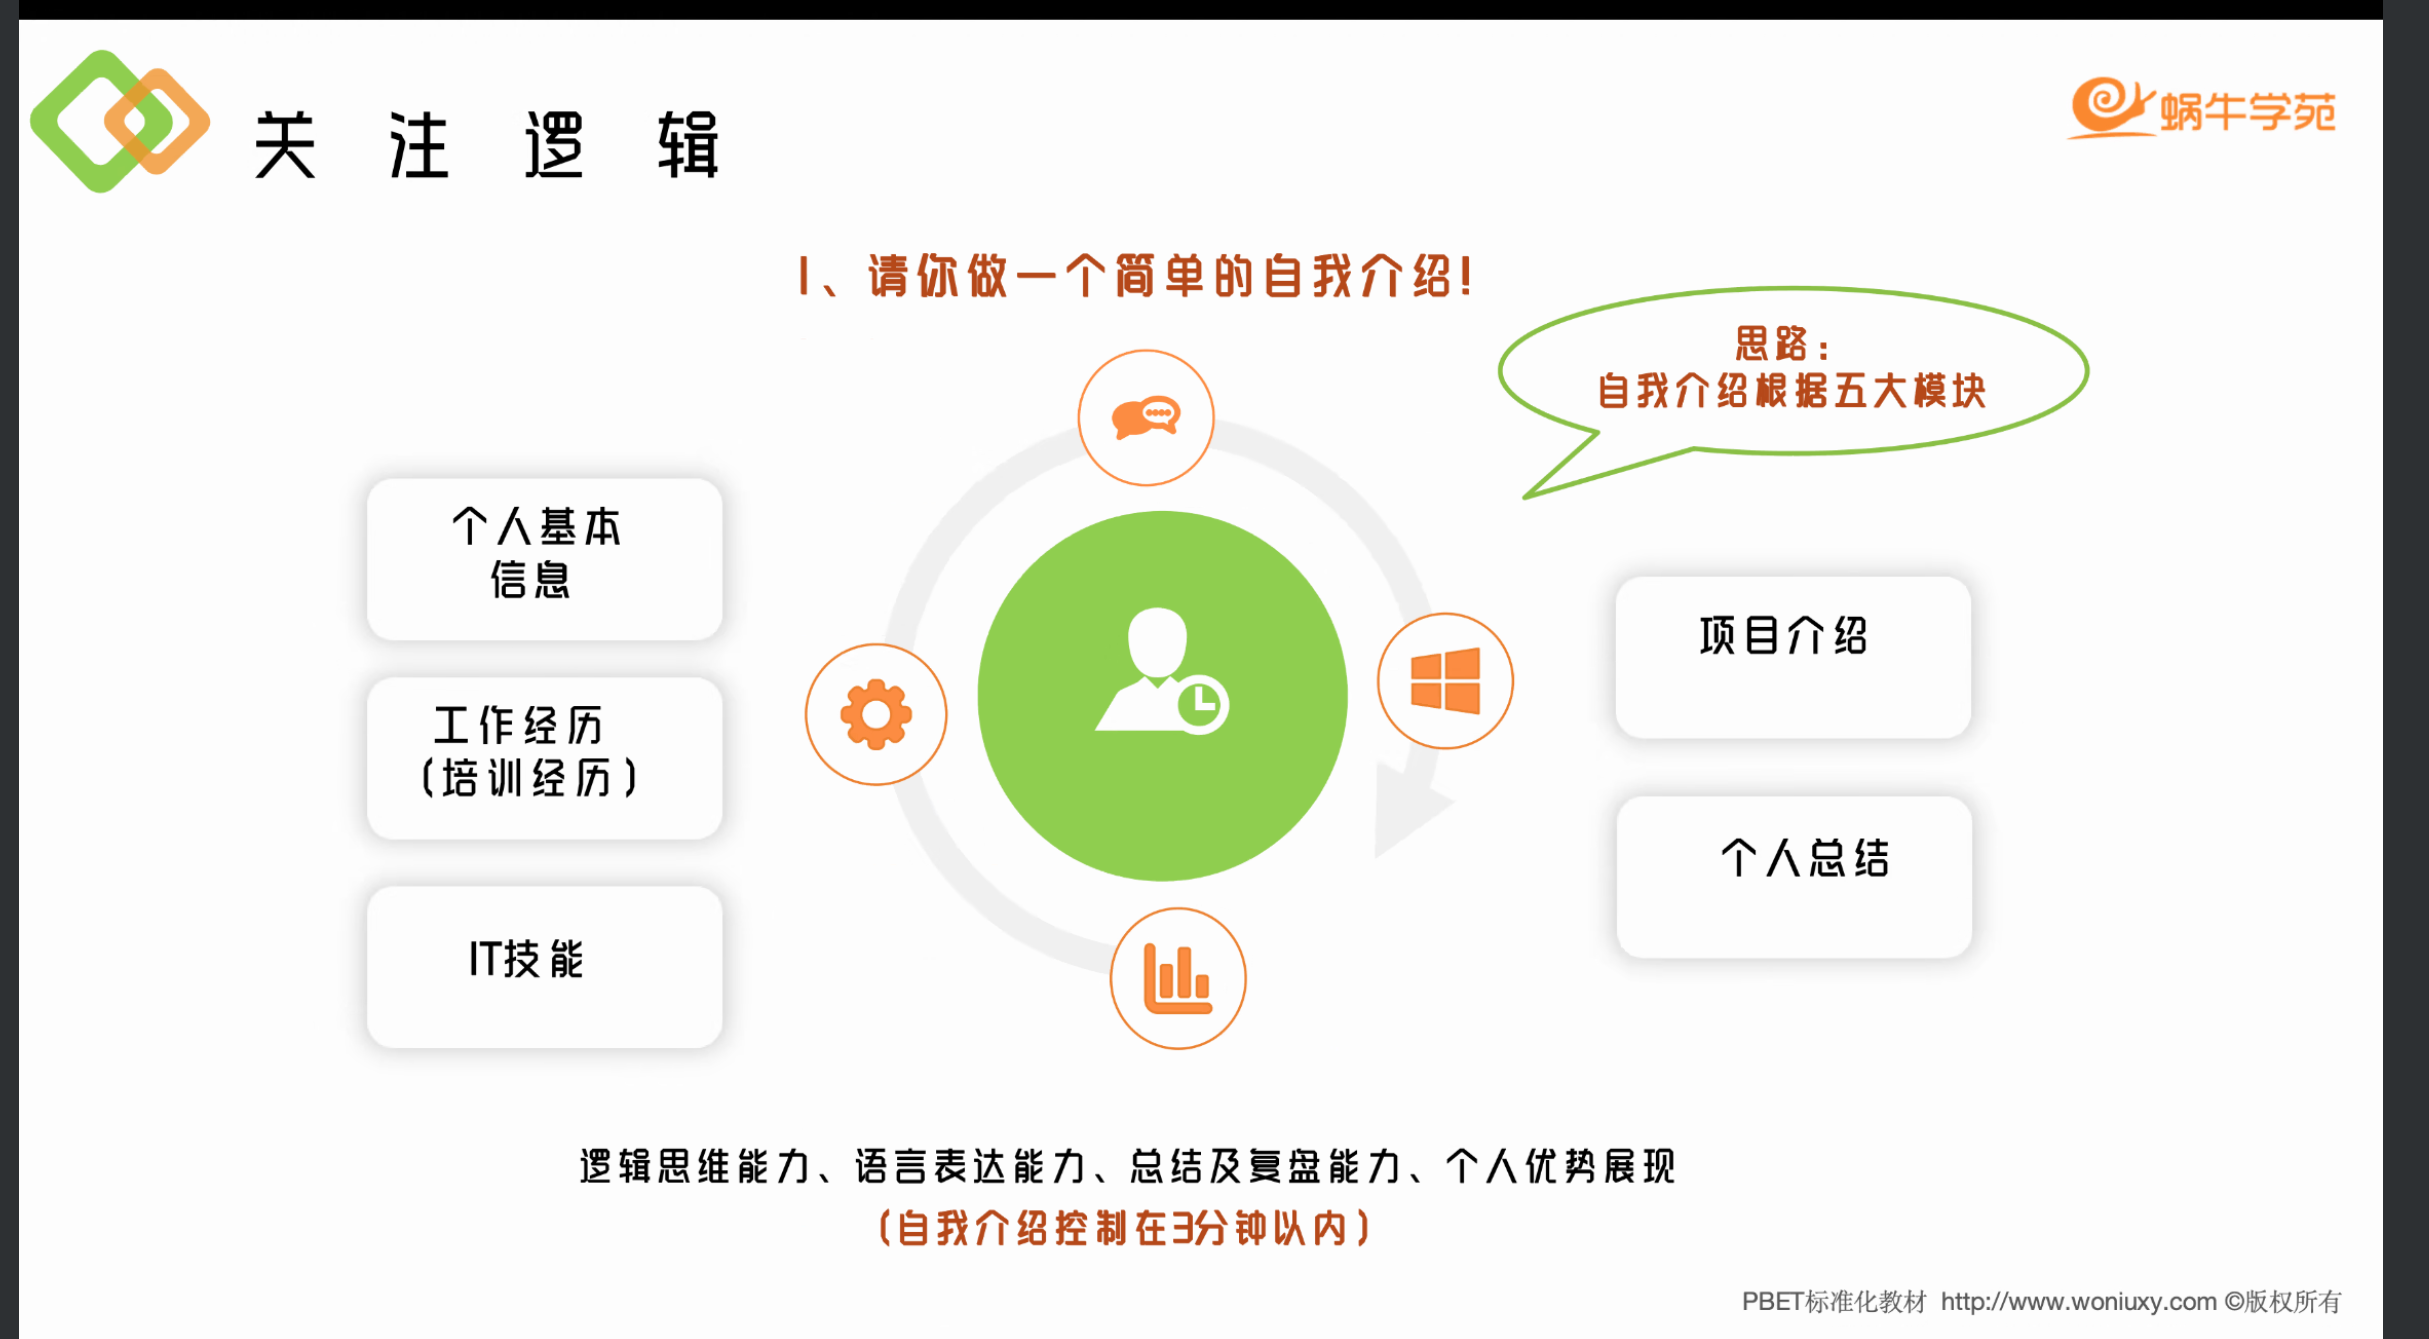 关注逻辑
蜗牛学苑
1、请你做一个简单的自我介绍!
思路:
自我介绍根据五大模块
个人基本
信息
工作经历
(培训经历)
IT技能
项目介绍
个人总结
逻辑思维能力、语言表达能力、总结及复盘能力、个人优势展现
(自我介绍控制在3分钟以内)
PBET标准化教材 http://www.woniuxy.com ©版权所有